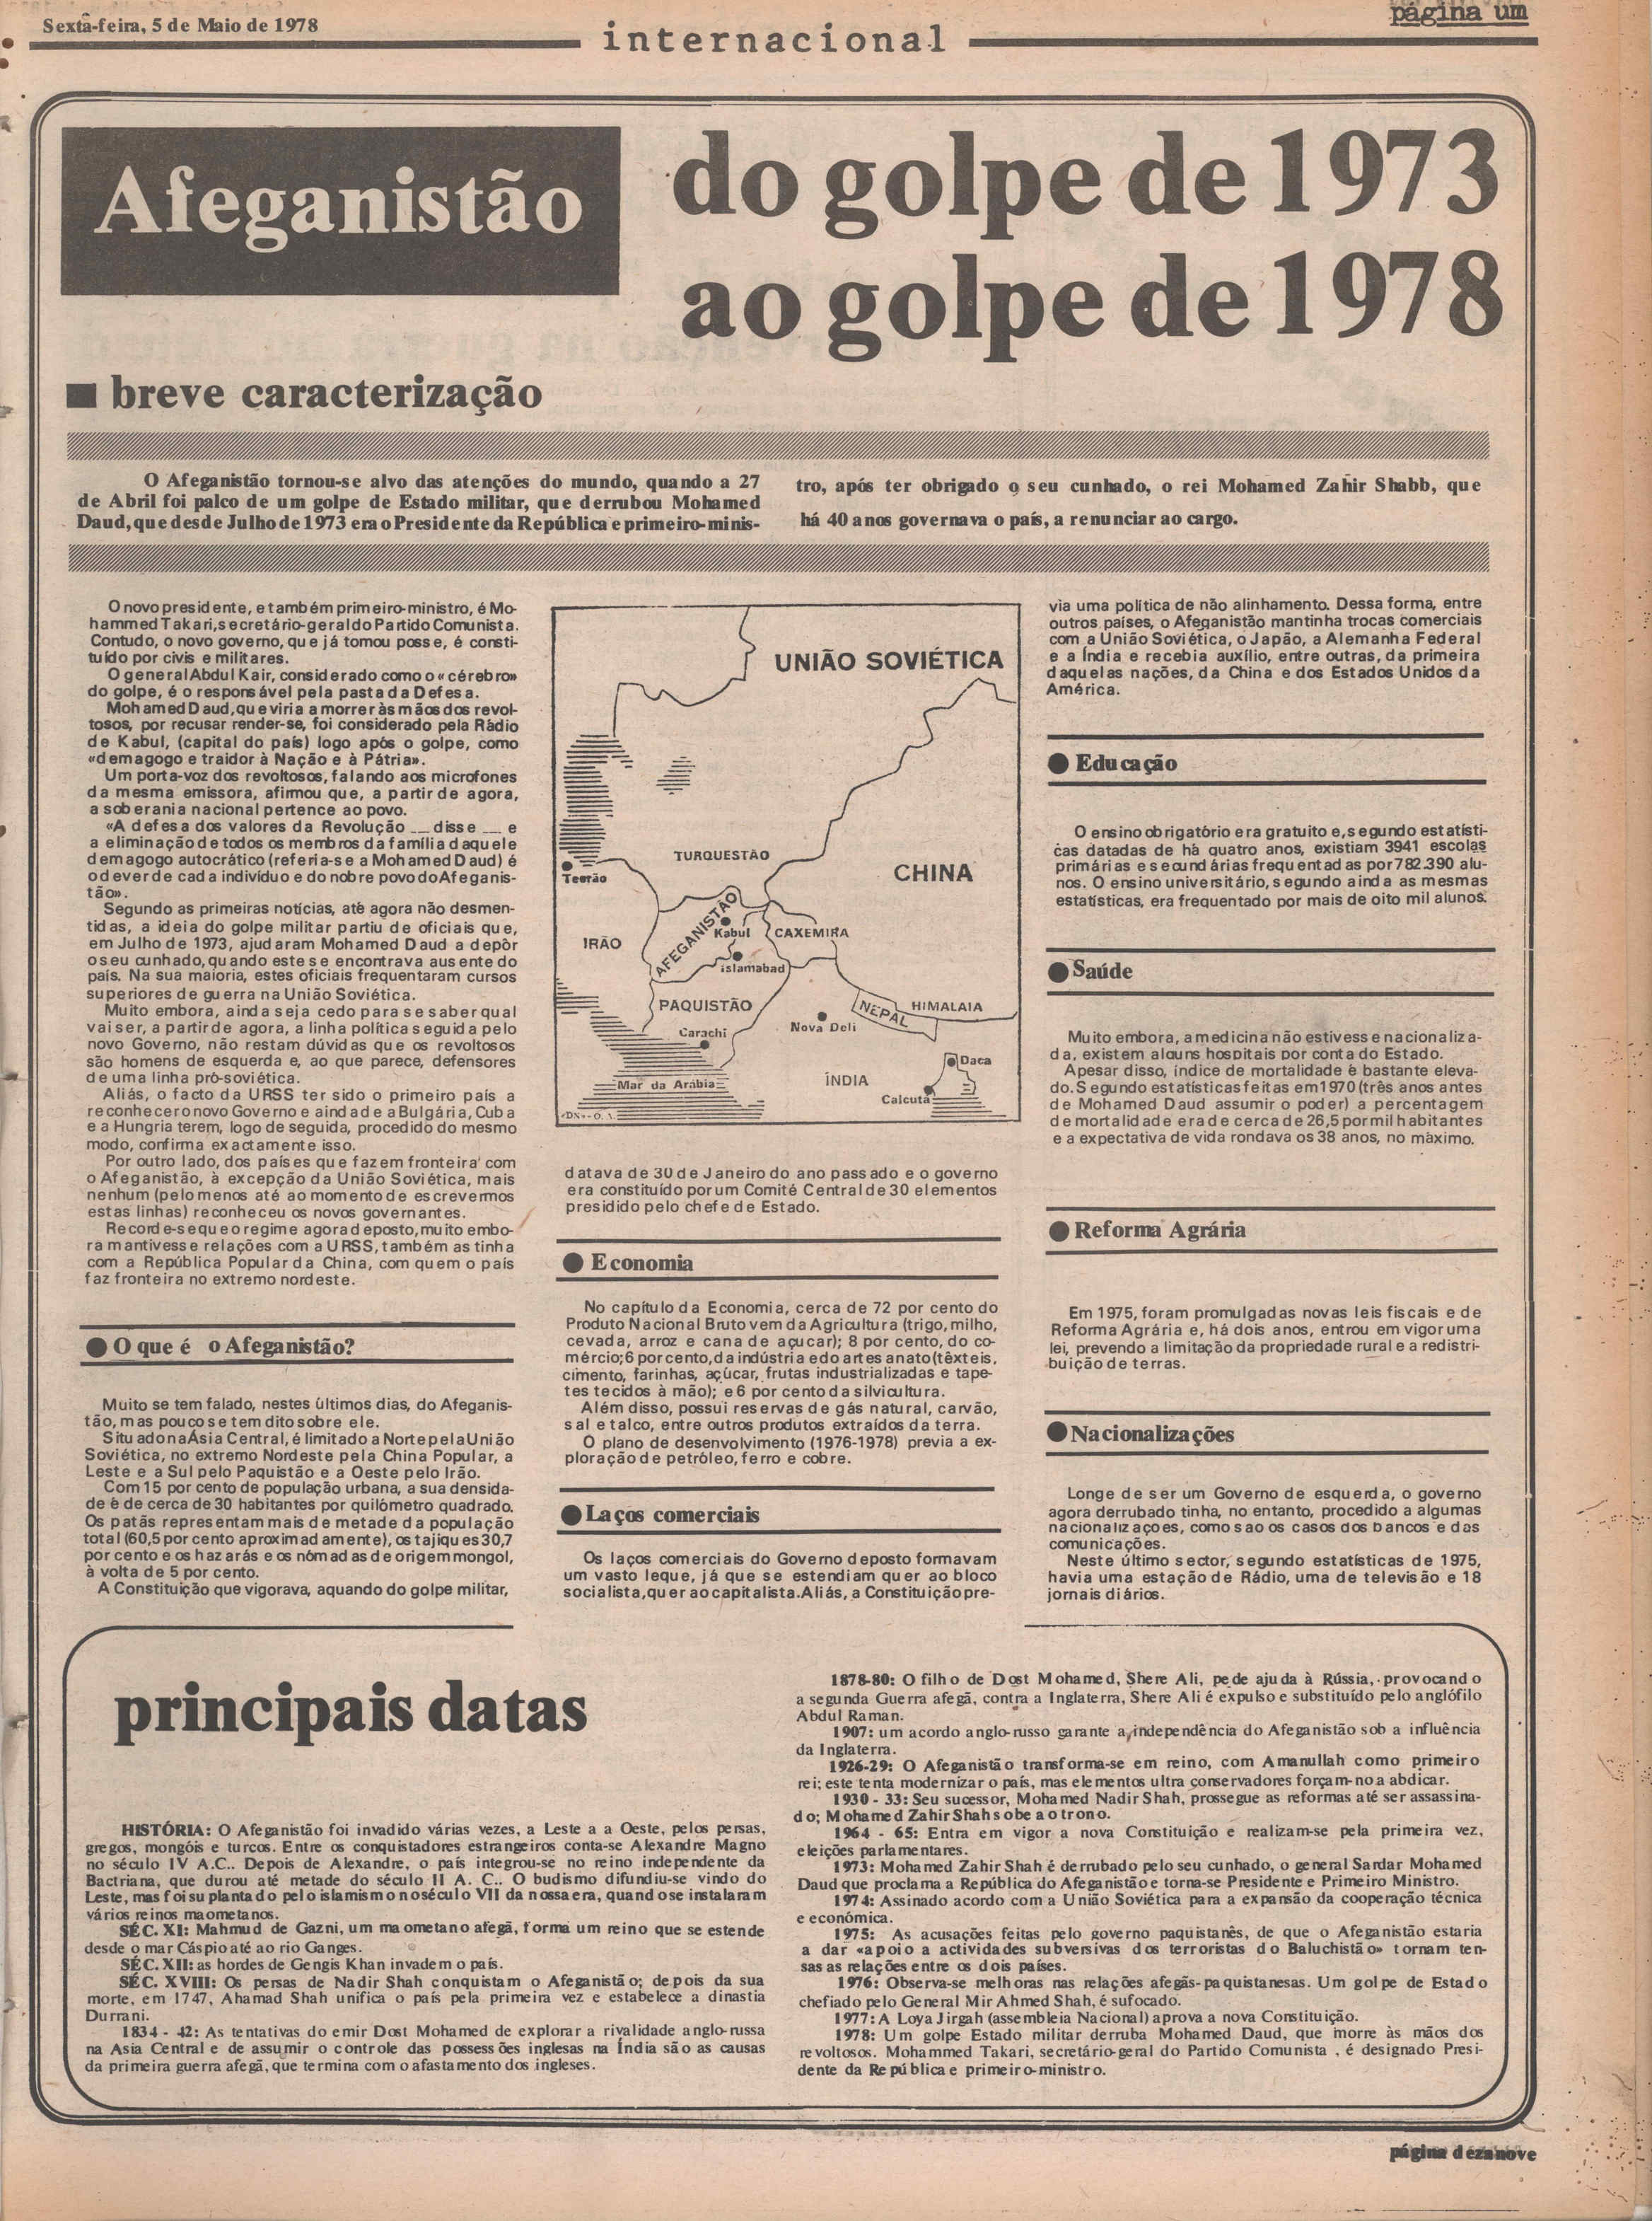 Sexta-feira, 5 de Maio de 1978
internacional
página um
Afeganistão
do golpe de 1973
ao golpe de 1978
breve caracterização
O Afeganistão tornou-se alvo das atenções do mundo, quando a 27
de Abril foi palco de um golpe de Estado militar, que derrubou Mohamed
Daud, que desde Julho de 1973 era o Presidente da República e primeiro-minis-
tro, após ter obrigado o seu cunhado, o rei Mohamed Zahir Shabb, que
há 40 anos governava o país, a renunciar ao cargo.
O novo presidente, e também primeiro-ministro, é Mo-
hammed Takari, secretário-geral do Partido Comunista.
Contudo, o novo governo, que já tomou posse, é consti-
tuído por civis e militares.
O general Abdul Kair, considerado como o «cérebro»
do golpe, é o responsável pela pasta da Defesa.
Mohamed Daud, que viria a morrer às mãos dos revol-
tosos, por recusar render-se, foi considerado pela Rádio
de Kabul, (capital do país) logo após o golpe, como
«demagogo e traidor à Nação e à Pátria».
Um porta-voz dos revoltosos, falando aos microfones
da mesma emissora, afirmou que, a partir de agora,
a soberania nacional pertence ao povo.
«A defesa dos valores da Revolução __ disse __ e
a eliminação de todos os membros da família daquele
demagogo autocrático (referia-se a Mohamed Daud) é
o dever de cada indivíduo e do nobre povo do Afeganis-
tão».
Segundo as primeiras notícias, até agora não desmen-
tidas, a ideia do golpe militar partiu de oficiais que,
em Julho de 1973, ajudaram Mohamed Daud a depôr
o seu cunhado, quando este se encontrava ausente do
país. Na sua maioria, estes oficiais frequentaram cursos
superiores de guerra na União Soviética.
Muito embora, ainda seja cedo para se saber qual
vai ser, a partir de agora, a linha política seguida pelo
novo Governo, não restam dúvidas que os revoltosos
são homens de esquerda e, ao que parece, defensores
de uma linha pró-soviética.
Aliás, o facto da URSS ter sido o primeiro país a
reconhecer o novo Governo e ainda de a Bulgária, Cuba
e a Hungria terem, logo de seguida, procedido do mesmo
modo, confirma exactamente isso.
Por outro lado, dos países que fazem fronteira com
o Afeganistão, à excepção da União Soviética, mais
nenhum (pelo menos até ao momento de escrevermos
estas linhas) reconheceu os novos governantes.
Recorde-se que o regime agora deposto, muito embo-
ra mantivesse relações com a URSS, também as tinha
com a República Popular da China, com quem o país
faz fronteira no extremo nordeste.
O que é o Afeganistão?
Muito se tem falado, nestes últimos dias, do Afeganis-
tão, mas pouco se tem dito sobre ele.
Situado na Ásia Central, é limitado a Norte pela União
Soviética, no extremo Nordeste pela China Popular, a
Leste e a Sul pelo Paquistão e a Oeste pelo Irão.
Com 15 por cento de população urbana, a sua densida-
de é de cerca de 30 habitantes por quilómetro quadrado.
Os patãs representam mais de metade da população
total (60,5 por cento aproximadamente), os tajiques 30,7
por cento e os hazarás e os nómadas de origem mongol,
à volta de 5 por cento.
A Constituição que vigorava, aquando do golpe militar,
UNIÃO SOVIÉTICA
TURQUESTÃO
CHINA
Teerão
AFEGANISTÃO
Kabul
CAXEMIRA
IRÃO
islamabad
PAQUISTÃO
NEPAL
HIMALAIA
Carachi
Nova Deli
Daca
Mar da Arábia
ÍNDIA
Calcutá
datava de 30 de Janeiro do ano passado e o governo
era constituído por um Comité Central de 30 elementos
presidido pelo chefe de Estado.
Economia
No capítulo da Economia, cerca de 72 por cento do
Produto Nacional Bruto vem da Agricultura (trigo, milho,
cevada, arroz e cana de açucar); 8 por cento, do co-
mércio; 6 por cento, da indústria e do artesanato (têxteis,
cimento, farinhas, açúcar, frutas industrializadas e tape-
tes tecidos à mão); e 6 por cento da silvicultura.
Além disso, possui reservas de gás natural, carvão,
sal e talco, entre outros produtos extraídos da terra.
O plano de desenvolvimento (1976-1978) previa a ex-
ploração de petróleo, ferro e cobre.
Laços comerciais
Os laços comerciais do Governo deposto formavam
um vasto leque, já que se estendiam quer ao bloco
socialista, quer ao capitalista. Aliás, a Constituição pre-
via uma política de não alinhamento. Dessa forma, entre
outros países, o Afeganistão mantinha trocas comerciais
com a União Soviética, o Japão, a Alemanha Federal
e a Índia e recebia auxílio, entre outras, da primeira
daquelas nações, da China e dos Estados Unidos da
América.
Educação
O ensino obrigatório era gratuito e, segundo estatísti-
cas datadas de há quatro anos, existiam 3941 escolas
primárias e secundárias frequentadas por 782.390 alu-
nos. O ensino universitário, segundo ainda as mesmas
estatísticas, era frequentado por mais de oito mil alunos.
Saúde
Muito embora, a medicina não estivesse nacionaliza-
da, existem alguns hospitais por conta do Estado.
Apesar disso, índice de mortalidade é bastante eleva-
do. Segundo estatísticas feitas em 1970 (três anos antes
de Mohamed Daud assumir o poder) a percentagem
de mortalidade era de cerca de 26,5 por mil habitantes
e a expectativa de vida rondava os 38 anos, no màximo.
Reforma Agrária
Em 1975, foram promulgadas novas leis fiscais e de
Reforma Agrária e, há dois anos, entrou em vigor uma
lei, prevendo a limitação da propriedade rural e a redistri-
buição de terras.
Nacionalizações
Longe de ser um Governo de esquerda, o governo
agora derrubado tinha, no entanto, procedido a algumas
nacionalizaçoes, como sao os casos dos bancos e das
comunicações.
Neste último sector, segundo estatísticas de 1975,
havia uma estação de Rádio, uma de televisão e 18
jornais diários.
principais datas
HISTÓRIA: O Afeganistão foi invadido várias vezes, a Leste a a Oeste, pelos persas,
gregos, mongóis e turcos. Entre os conquistadores estrangeiros conta-se Alexandre Magno
no século IV A.C.. Depois de Alexandre, o país integrou-se no reino independente da
Bactriana, que durou até metade do século II A. C.. O budismo difundiu-se vindo do
Leste, mas foi suplantado pelo islamismo no século VII da nossa era, quando se instalaram
vários reinos maometanos.
SÉC. XI: Mahmud de Gazni, um maometano afegã, forma um reino que se estende
desde o mar Cáspio até ao rio Ganges.
SÉC. XII: as hordes de Gengis Khan invadem o país.
SÉC. XVIII: Os persas de Nadir Shah conquistam o Afeganistão; depois da sua
morte, em 1747, Ahamad Shah unifica o país pela primeira vez e estabelece a dinastia
Durrani.
1834 - 42: As tentativas do emir Dost Mohamed de explorar a rivalidade anglo-russa
na Asia Central e de assumir o controle das possessões inglesas na Índia são as causas
da primeira guerra afegã, que termina com o afastamento dos ingleses.
1878-80: O filho de Dost Mohamed, Shere Ali, pede ajuda à Rússia, provocando
a segunda Guerra afegã, contra a Inglaterra, Shere Ali é expulso e substituído pelo anglófilo
Abdul Raman.
1907: um acordo anglo-russo garante a independência do Afeganistão sob a influência
da Inglaterra.
1926-29: O Afeganistão transforma-se em reino, com Amanullah como primeiro
rei; este tenta modernizar o país, mas elementos ultra conservadores forçam-no a abdicar.
1930 - 33: Seu sucessor, Mohamed Nadir Shah, prossegue as reformas até ser assassina-
do; Mohamed Zahir Shah sobe ao trono.
1964 - 65: Entra em vigor a nova Constituição e realizam-se pela primeira vez,
eleições parlamentares.
1973: Mohamed Zahir Shah é derrubado pelo seu cunhado, o general Sardar Mohamed
Daud que proclama a República do Afeganistão e torna-se Presidente e Primeiro Ministro.
1974: Assinado acordo com a União Soviética para a expansão da cooperação técnica
e económica.
1975: As acusações feitas pelo governo paquistanês, de que o Afeganistão estaria
a dar «apoio a actividades subversivas dos terroristas do Baluchistão» tornam ten-
sas as relações entre os dois países.
1976: Observa-se melhoras nas relações afegãs-paquistanesas. Um golpe de Estado
chefiado pelo General Mir Ahmed Shah, é sufocado.
1977: A Loya Jirgah (assembleia Nacional) aprova a nova Constituição.
1978: Um golpe Estado militar derruba Mohamed Daud, que morre às mãos dos
revoltosos. Mohammed Takari, secretário-geral do Partido Comunista , é designado Presi-
dente da República e primeiro-ministro.
página dezanove